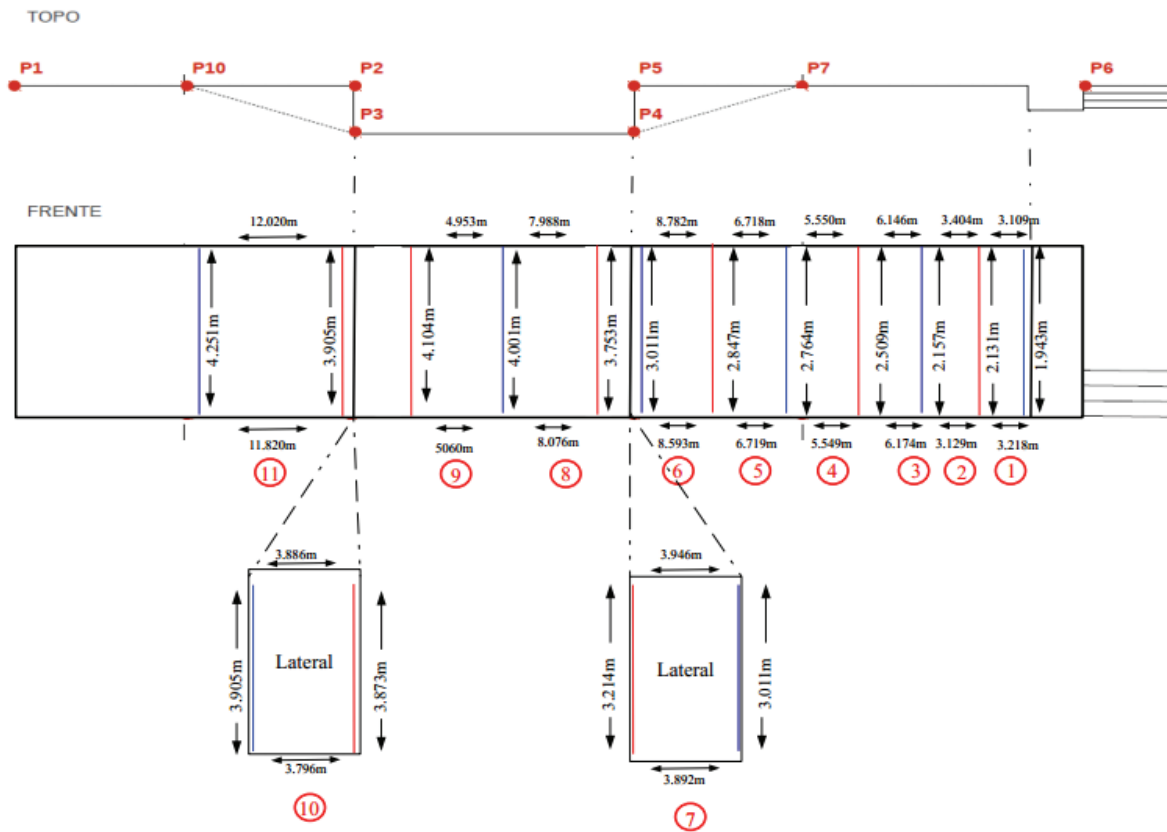 TOPO
P1 P10 P2 P5 P7 P6
P3 P4
FRENTE
12.020m 4.953m 7.988m 8.782m 6.718m 5.550m 6.146m 3.404m 3.109m
4.251m 3.905m 4.104m 4.001m 3.753m 3.011m 2.847m 2.764m 2.509m 2.157m 2.131m 1.943m
11.820m 5060m 8.076m 8.593m 6.719m 5.549m 6.174m 3.129m 3.218m
11 9 8 6 5 4 3 2 1
3.886m 3.946m
3.905m Lateral 3.873m 3.214m Lateral 3.011m
3.796m 3.892m
10 7